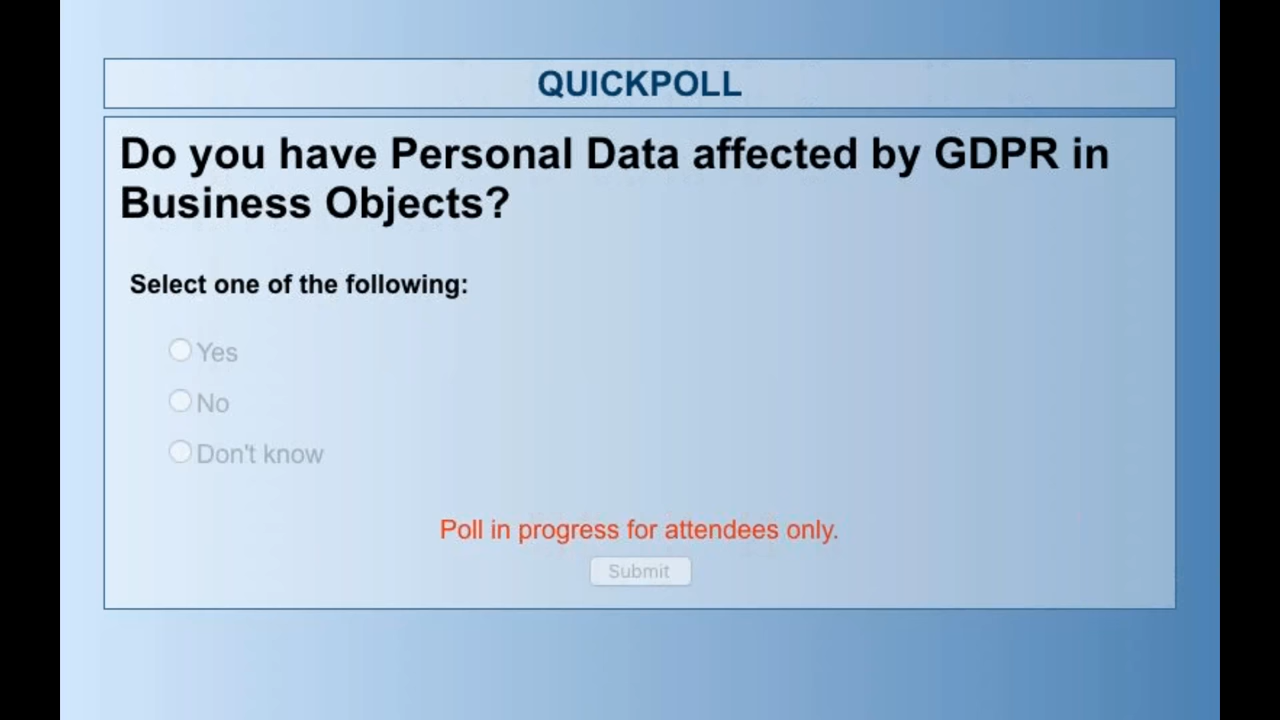 QUICKPOLL
Do you have Personal Data affected by GDPR in
Business Objects?
Select one of the following:
Yes
No
Don't know
Poll in progress for attendees only.
Submit